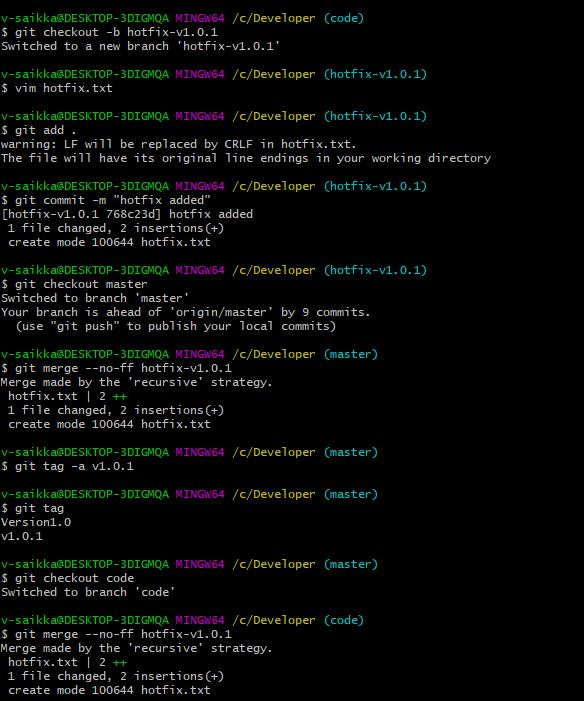 v-saikka@DESKTOP-3DIGMQA MINGW64 /c/Developer (code)
$ git checkout -b hotfix-v1.0.1
Switched to a new branch 'hotfix-v1.0.1'
v-saikka@DESKTOP-3DIGMQA MINGW64 /c/Developer (hotfix-v1.0.1)
$ vim hotfix.txt
v-saikka@DESKTOP-3DIGMQA MINGW64 /c/Developer (hotfix-v1.0.1)
$ git add .
warning: LF will be replaced by CRLF in hotfix.txt.
The file will have its original line endings in your working directory
v-saikka@DESKTOP-3DIGMQA MINGW64 /c/Developer (hotfix-v1.0.1)
$ git commit -m "hotfix added"
[hotfix-v1.0.1 768c23d] hotfix added
1 file changed, 2 insertions(+)
create mode 100644 hotfix.txt
v-saikka@DESKTOP-3DIGMQA MINGW64 /c/Developer (hotfix-v1.0.1)
$ git checkout master
Switched to branch 'master'
Your branch is ahead of 'origin/master' by 9 commits.
(use "git push" to publish your local commits)
v-saikka@DESKTOP-3DIGMQA MINGW64 /c/Developer (master)
$ git merge --no-ff hotfix-v1.0.1
Merge made by the 'recursive' strategy.
hotfix.txt | 2 ++
1 file changed, 2 insertions(+)
create mode 100644 hotfix.txt
v-saikka@DESKTOP-3DIGMQA MINGW64 /c/Developer (master)
$ git tag -a v1.0.1
v-saikka@DESKTOP-3DIGMQA MINGW64 /c/Developer (master)
$ git tag
Version1.0
v1.0.1
v-saikka@DESKTOP-3DIGMQA MINGW64 /c/Developer (master)
$ git checkout code
Switched to branch 'code'
v-saikka@DESKTOP-3DIGMQA MINGW64 /c/Developer (code)
$ git merge --no-ff hotfix-v1.0.1
Merge made by the 'recursive' strategy.
hotfix.txt | 2 ++
1 file changed, 2 insertions(+)
create mode 100644 hotfix.txt